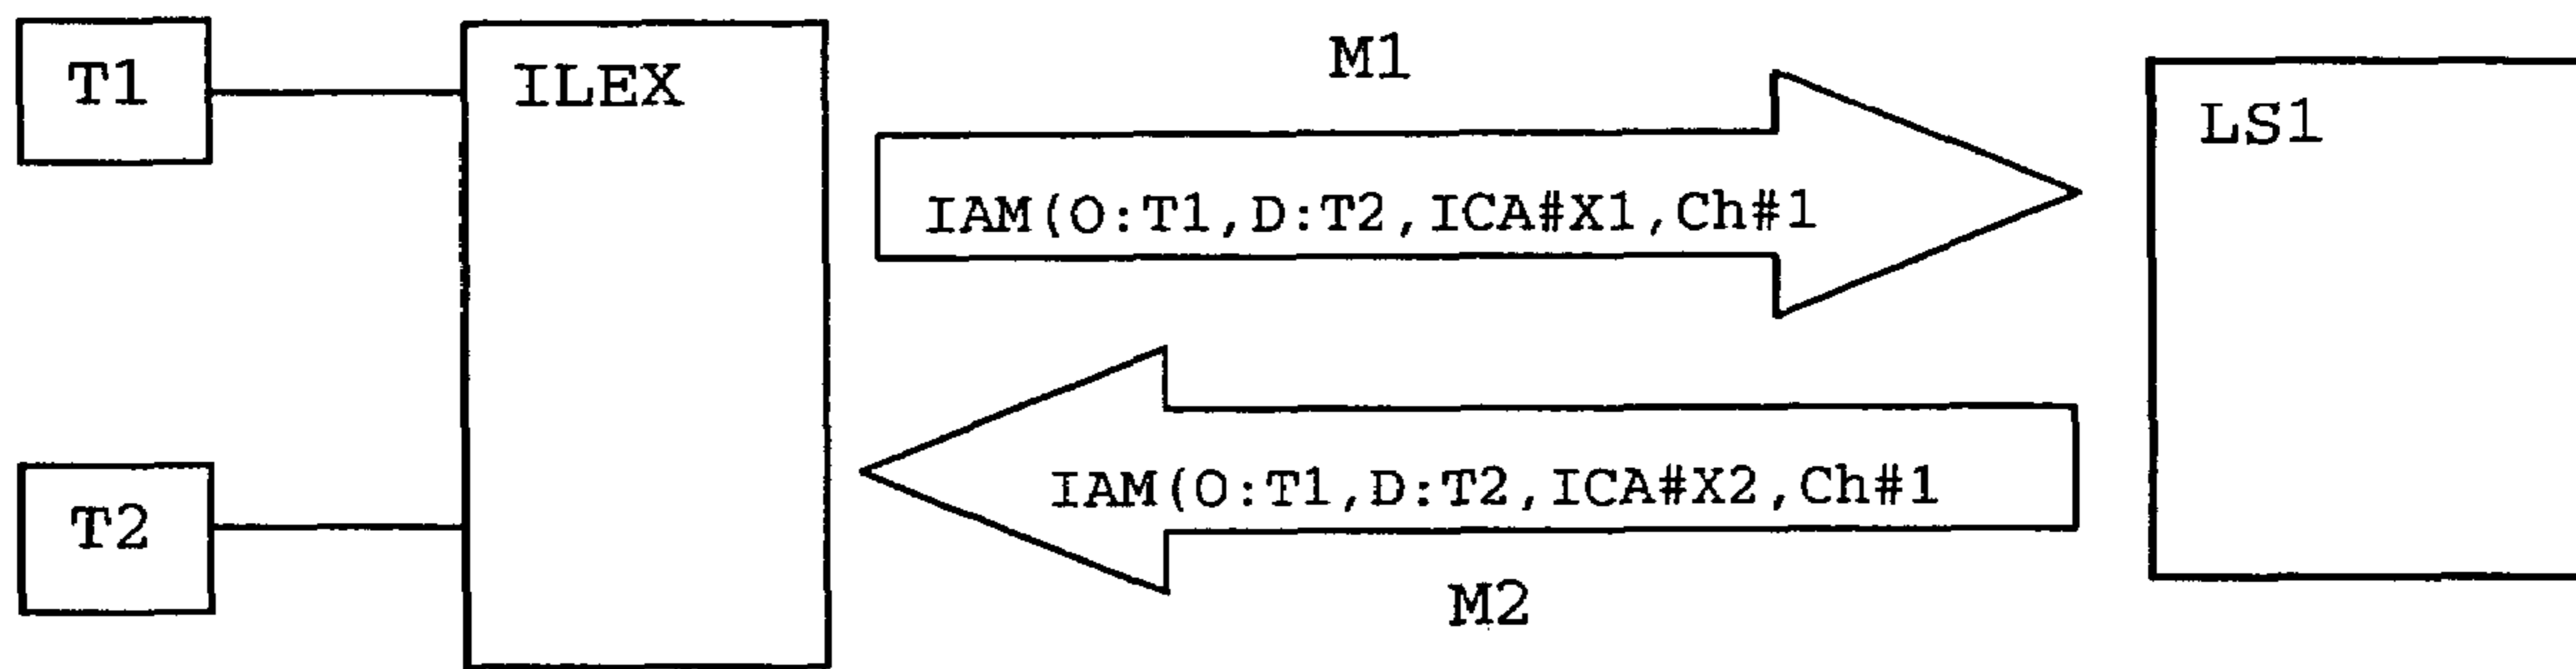 T1
ILEX
M1
LS1
IAM(O:T1,D:T2,ICA#X1,Ch#1
IAM(O:T1,D:T2,ICA#X2,Ch#1
T2
M2